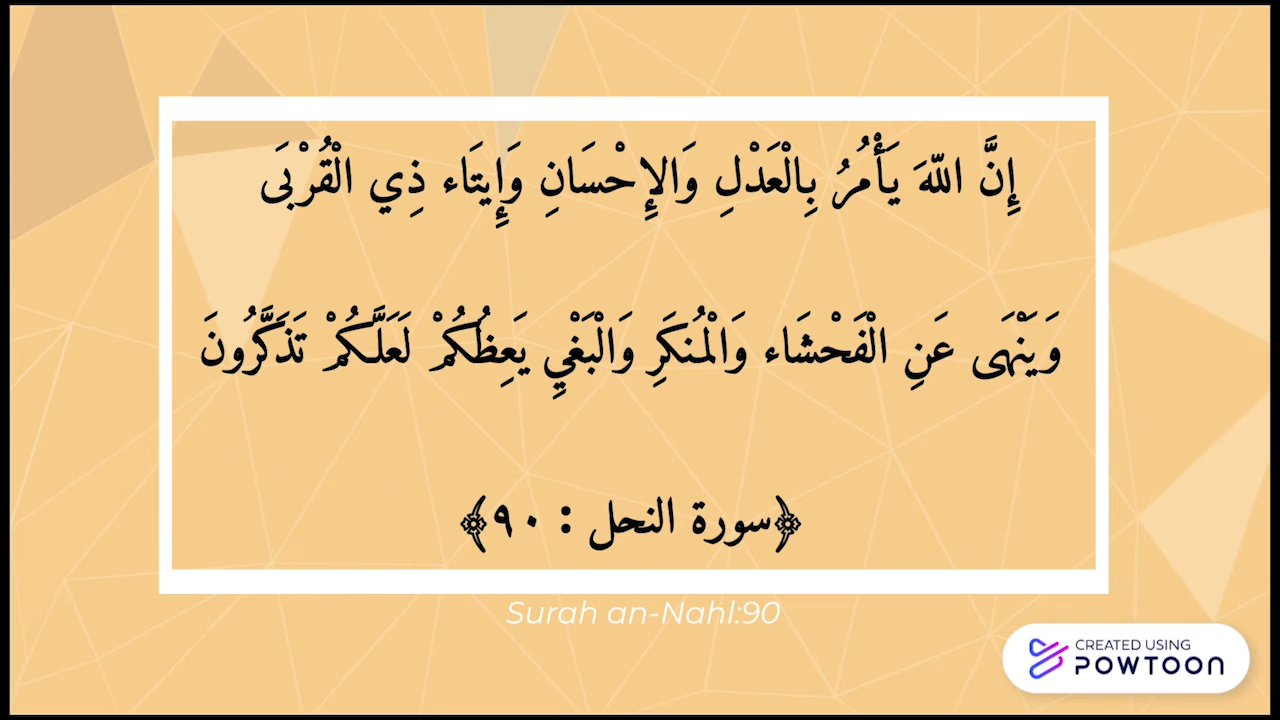 إِنَّ اللّهَ يَأْمُرُ بِالْعَدْلِ وَالإِحْسَانِ وَإِيتَاء ذِي الْقُرْبَى
وَيَنْهَى عَنِ الْفَحْشَاء وَالْمُنكَرِ وَالْبَغْيِ يَعِظُكُمْ لَعَلَّكُمْ تَذَكَّرُونَ
﴿سورة النحل : ٩٠﴾
Surah an-Nahl:90
CREATED USING
POWTOON